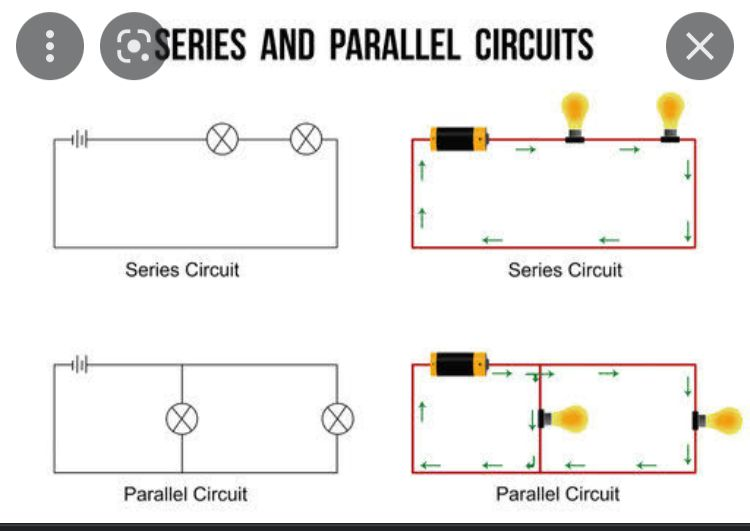 SERIES AND PARALLEL CIRCUITS
Series Circuit
Series Circuit
Parallel Circuit
Parallel Circuit